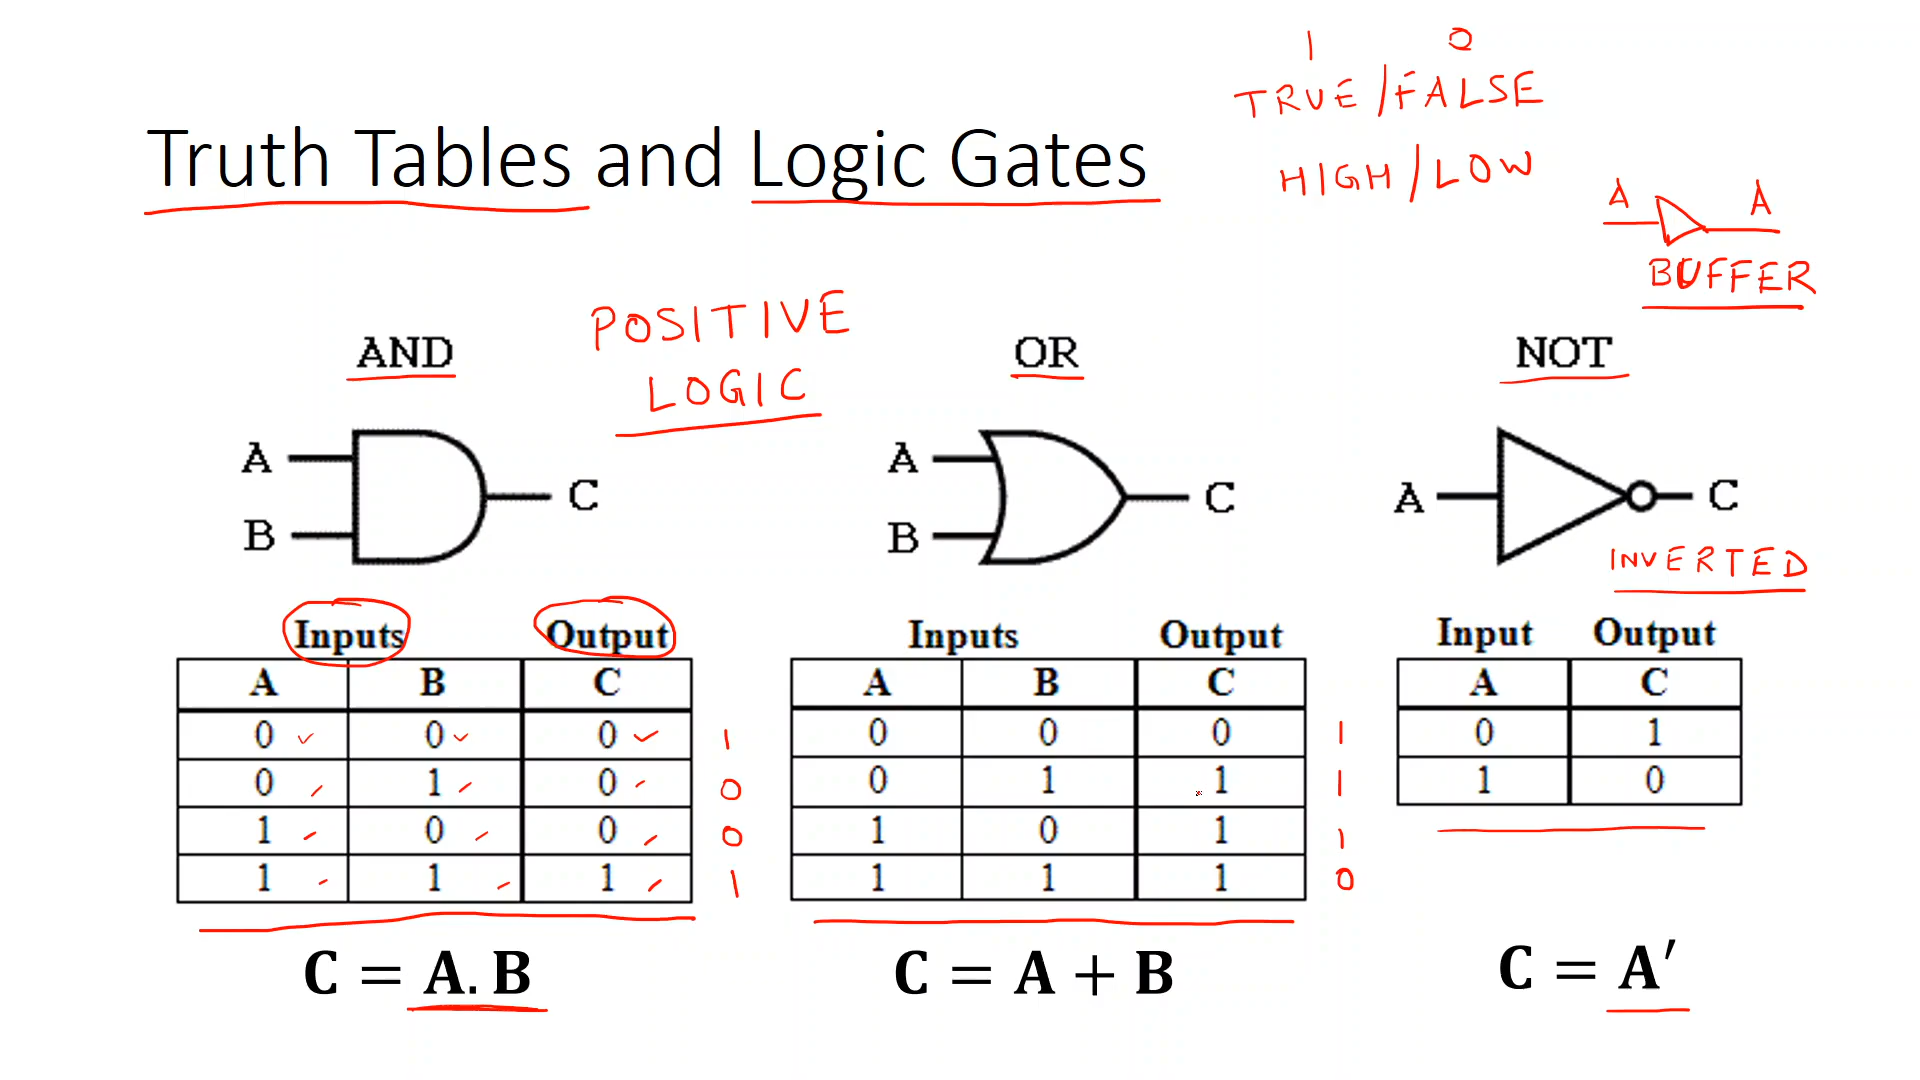 1 0
TRUE/FALSE
HIGH/LOW
Truth Tables and Logic Gates
A A
BUFFER
POSITIVE
LOGIC
AND OR NOT
A B C
A B C
A C
INVERTED
Inputs Output
A B C
0 0 0 1
0 1 0 0
1 0 0 0
1 1 1 1
C = A. B
Inputs Output
A B C
0 0 0 1
0 1 1 1
1 0 1 1
1 1 1 0
C = A + B
Input Output
A C
0 1
1 0
C = A′